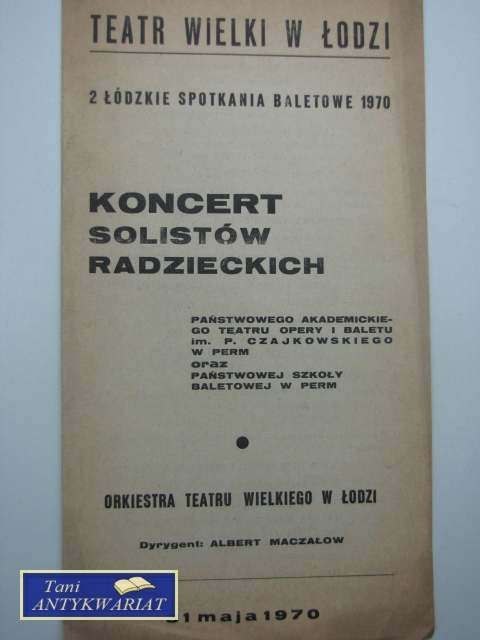 TEATR WIELKI W ŁODZI
2 ŁÓDZKIE SPOTKANIA BALETOWE 1970
KONCERT
SOLISTÓW
RADZIECKICH
PAŃSTWOWEGO AKADEMICKIE-
GO TEATRU OPERY I BALETU
im. P. CZAJKOWSKIEGO
W PERM
oraz
PAŃSTWOWEJ SZKOŁY
BALETOWEJ W PERM
ORKIESTRA TEATRU WIELKIEGO W ŁODZI
Dyrygent: ALBERT MACZAŁOW
1 maja 1970
Tani
ANTYKWARIAT